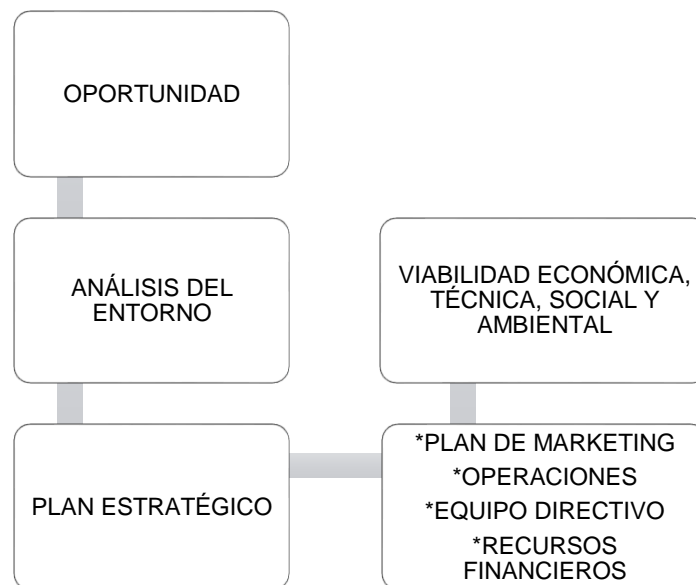 OPORTUNIDAD
ANÁLISIS DEL
ENTORNO
PLAN ESTRATÉGICO
*PLAN DE MARKETING
*OPERACIONES
*EQUIPO DIRECTIVO
*RECURSOS
FINANCIEROS
VIABILIDAD ECONÓMICA,
TÉCNICA, SOCIAL Y
AMBIENTAL